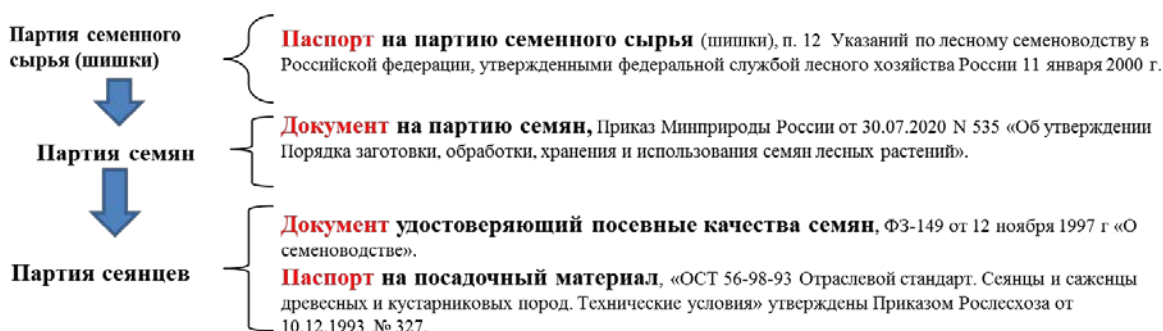 Партия семенного
сырья (шишки)
Паспорт на партию семенного сырья (шишки), п. 12 Указаний по лесному семеноводству в
Российской федерации, утвержденными федеральной службой лесного хозяйства России 11 января 2000 г.
Партия семян
Документ на партию семян, Приказ Минприроды России от 30.07.2020 N 535 «Об утверждении
Порядка заготовки, обработки, хранения и использования семян лесных растений».
Партия сеянцев
Документ удостоверяющий посевные качества семян, ФЗ-149 от 12 ноября 1997 г «О
семеноводстве».
Паспорт на посадочный материал, «ОСТ 56-98-93 Отраслевой стандарт. Сеянцы и саженцы
древесных и кустарниковых пород. Технические условия» утверждены Приказом Рослесхоза от
10.12.1993 № 327.